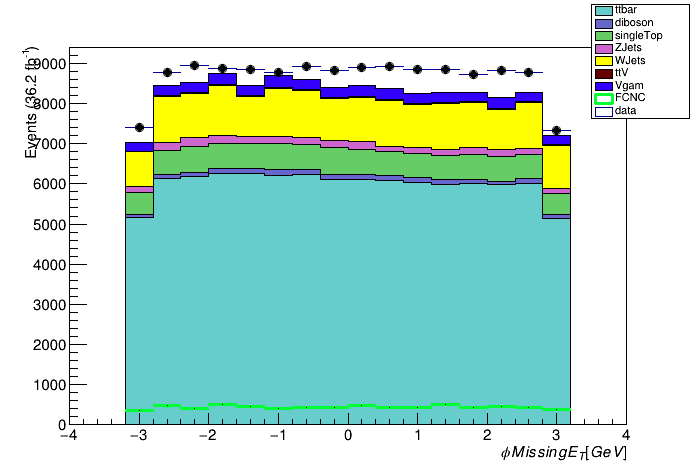 Events (36.2 fb⁻¹)
9000
8000
7000
6000
5000
4000
3000
2000
1000
0
−4 −3 −2 −1 0 1 2 3 4
ϕMissingE_T[GeV]
ttbar
diboson
singleTop
ZJets
WJets
ttV
Vgam
FCNC
data